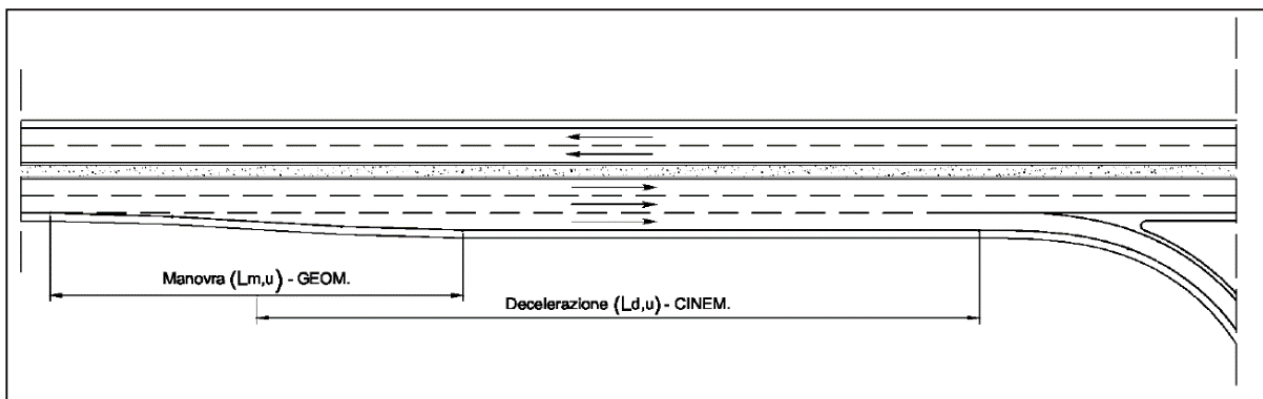 Manovra (Lm,u) - GEOM.
Decelerazione (Ld,u) - CINEM.